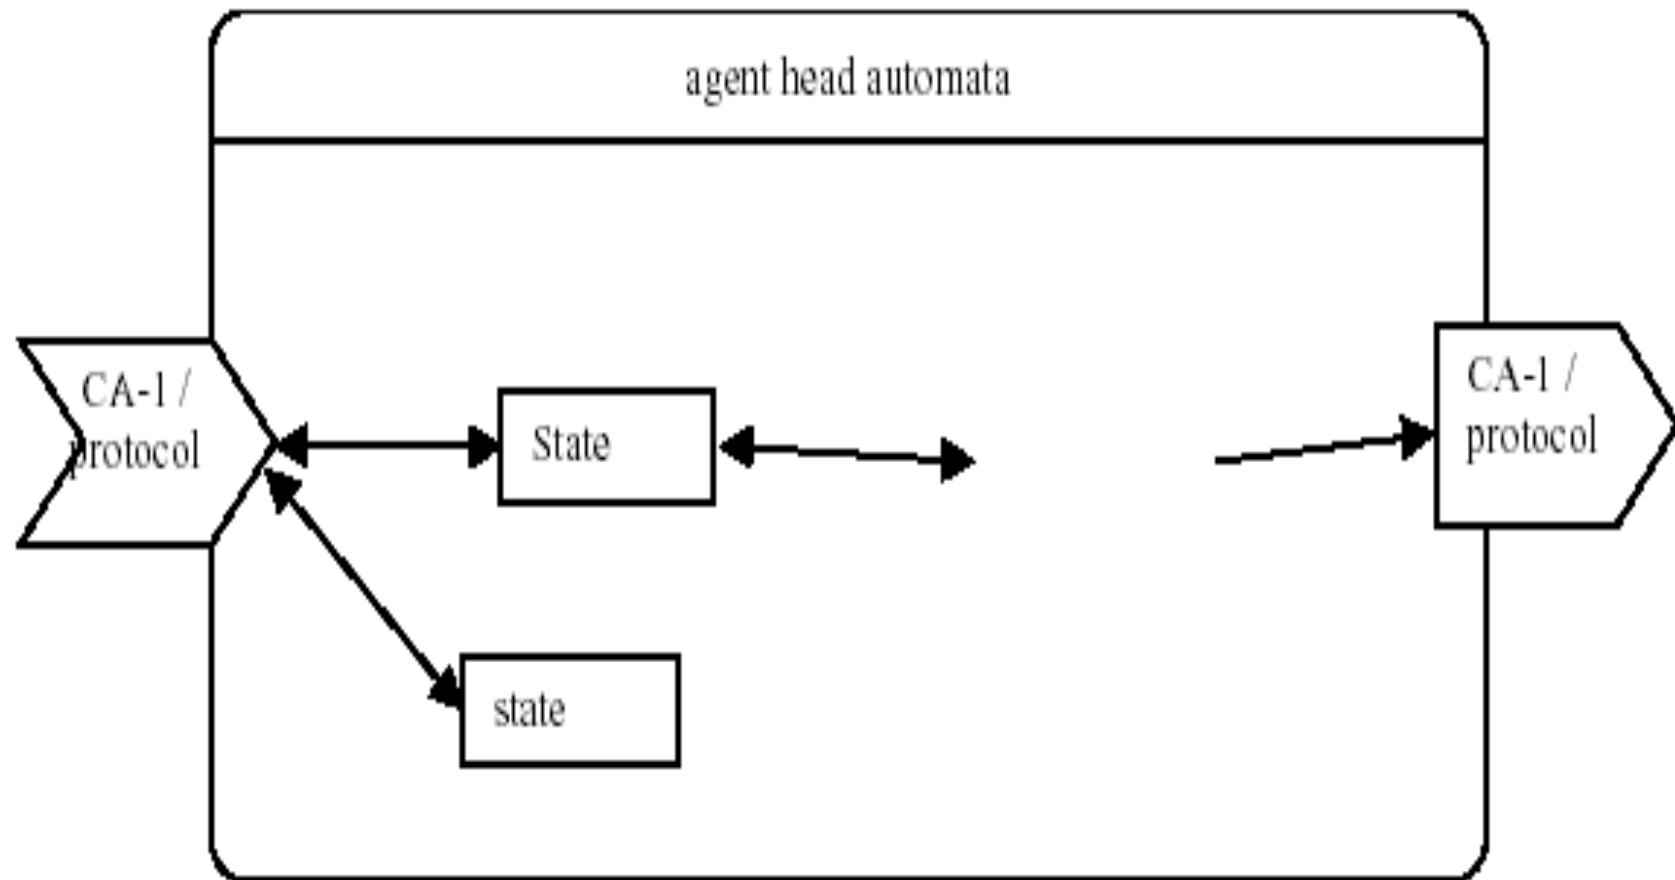 agent head automata
CA-1 /
protocol
State
CA-1 /
protocol
state